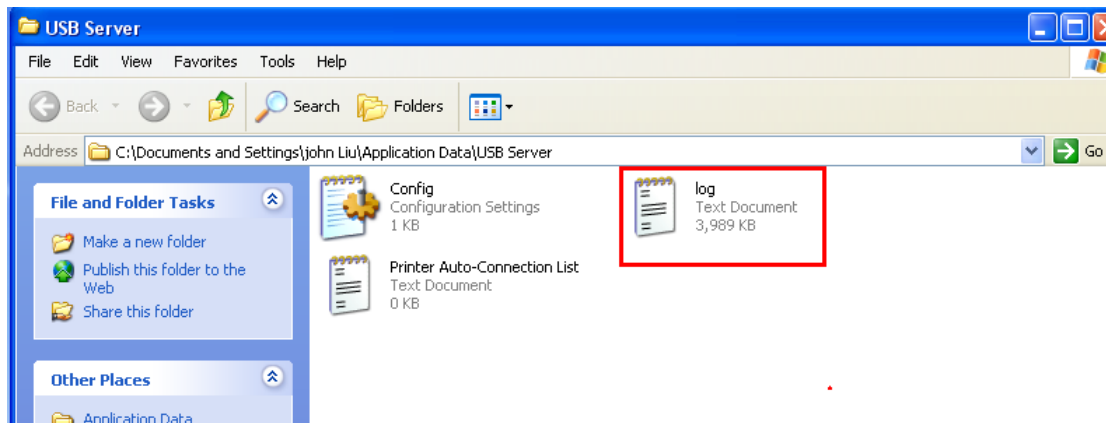 USB Server
File Edit View Favorites Tools Help
Back Search Folders
Address C:\Documents and Settings\john Liu\Application Data\USB Server Go
File and Folder Tasks
Make a new folder
Publish this folder to the
Web
Share this folder
Other Places
Application Data
Config
Configuration Settings
1 KB
log
Text Document
3,989 KB
Printer Auto-Connection List
Text Document
0 KB